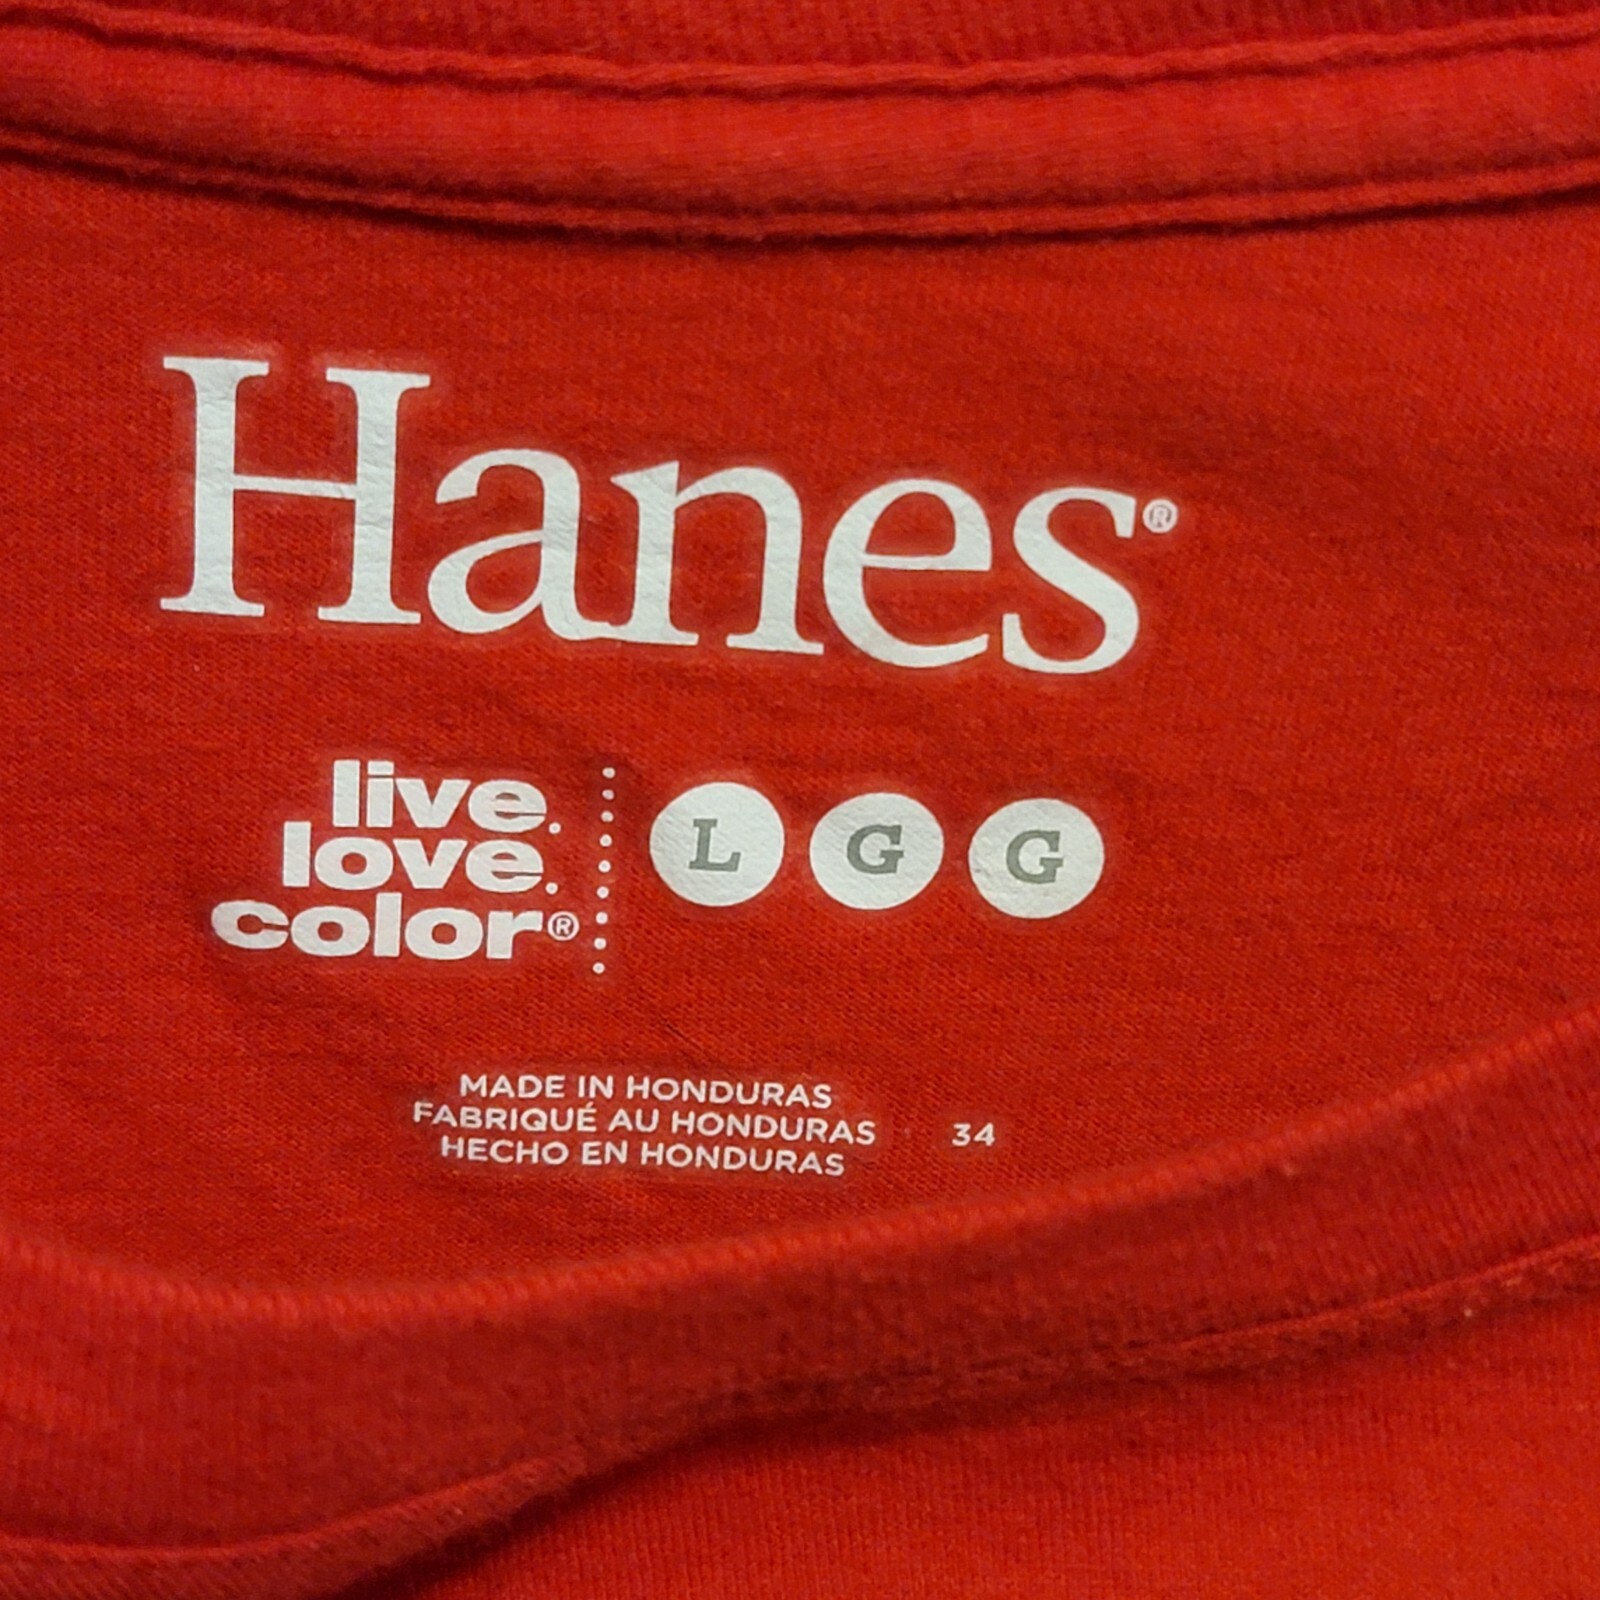 Hanes®
live.
love.
color®
L G G
MADE IN HONDURAS
FABRIQUÉ AU HONDURAS
HECHO EN HONDURAS
34